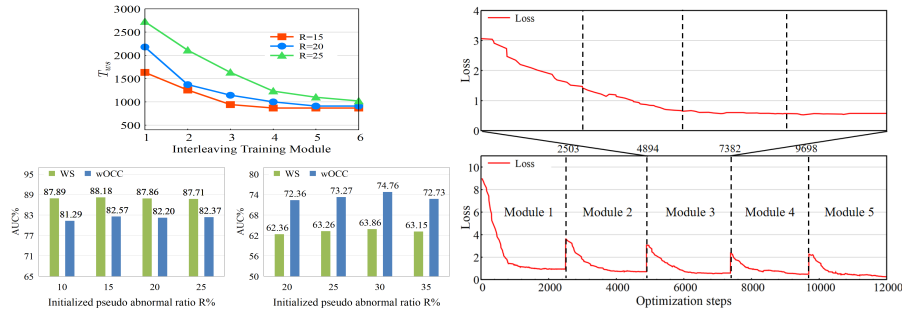 3000
2500
2000
1500
1000
500
T_WS
R=15
R=20
R=25
1 2 3 4 5 6
Interleaving Training Module
95
89
83
77
71
65
AUC%
WS wOCC
87.89 88.18 87.86 87.71
81.29 82.57 82.20 82.37
10 15 20 25
Initialized pseudo abnormal ratio R%
80
74
68
62
56
50
AUC%
WS wOCC
72.36 73.27 74.76 72.73
62.36 63.26 63.86 63.15
20 25 30 35
Initialized pseudo abnormal ratio R%
4
3
2
1
0
Loss
Loss
2503 4894 7382 9698
10
8
6
4
2
0
Loss
Loss
Module 1 Module 2 Module 3 Module 4 Module 5
0 2000 4000 6000 8000 10000 12000
Optimization steps